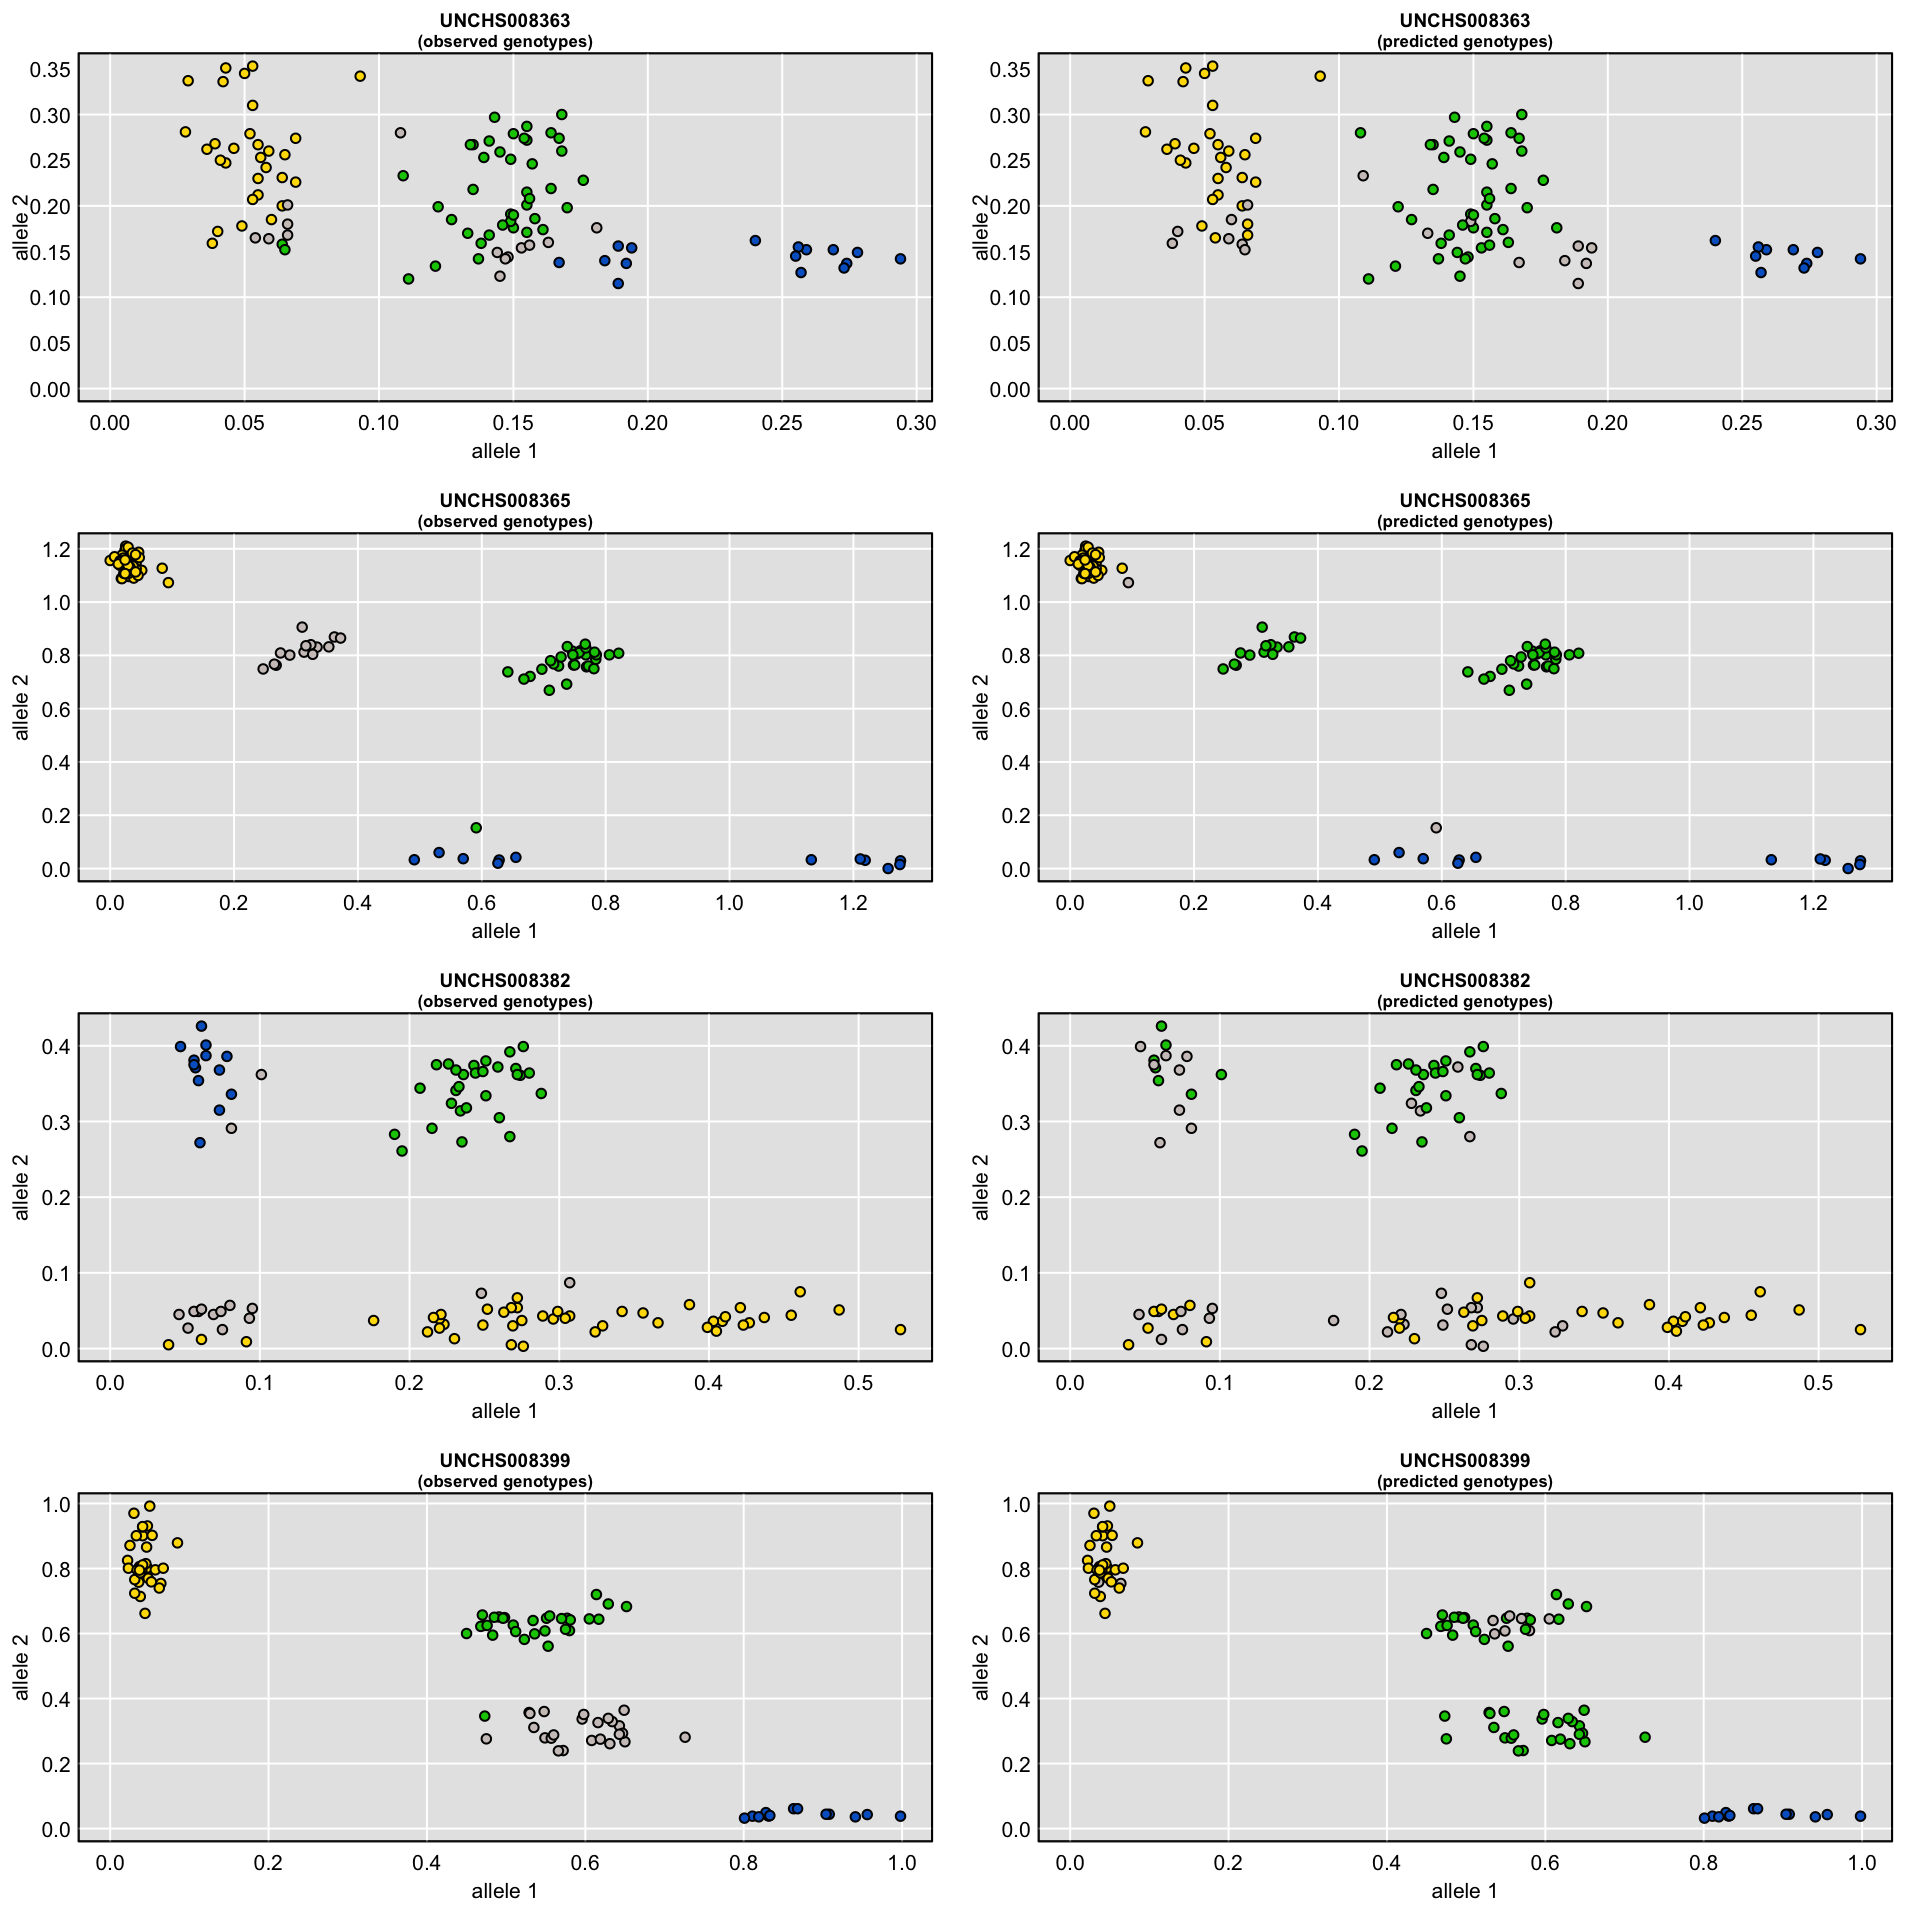 UNCHS008363
(observed genotypes)
allele 2
0.35
0.30
0.25
0.20
0.15
0.10
0.05
0.00
0.00 0.05 0.10 0.15 0.20 0.25 0.30
allele 1
UNCHS008363
(predicted genotypes)
allele 2
0.35
0.30
0.25
0.20
0.15
0.10
0.05
0.00
0.00 0.05 0.10 0.15 0.20 0.25 0.30
allele 1
UNCHS008365
(observed genotypes)
allele 2
1.2
1.0
0.8
0.6
0.4
0.2
0.0
0.0 0.2 0.4 0.6 0.8 1.0 1.2
allele 1
UNCHS008365
(predicted genotypes)
allele 2
1.2
1.0
0.8
0.6
0.4
0.2
0.0
0.0 0.2 0.4 0.6 0.8 1.0 1.2
allele 1
UNCHS008382
(observed genotypes)
allele 2
0.4
0.3
0.2
0.1
0.0
0.0 0.1 0.2 0.3 0.4 0.5
allele 1
UNCHS008382
(predicted genotypes)
allele 2
0.4
0.3
0.2
0.1
0.0
0.0 0.1 0.2 0.3 0.4 0.5
allele 1
UNCHS008399
(observed genotypes)
allele 2
1.0
0.8
0.6
0.4
0.2
0.0
0.0 0.2 0.4 0.6 0.8 1.0
allele 1
UNCHS008399
(predicted genotypes)
allele 2
1.0
0.8
0.6
0.4
0.2
0.0
0.0 0.2 0.4 0.6 0.8 1.0
allele 1